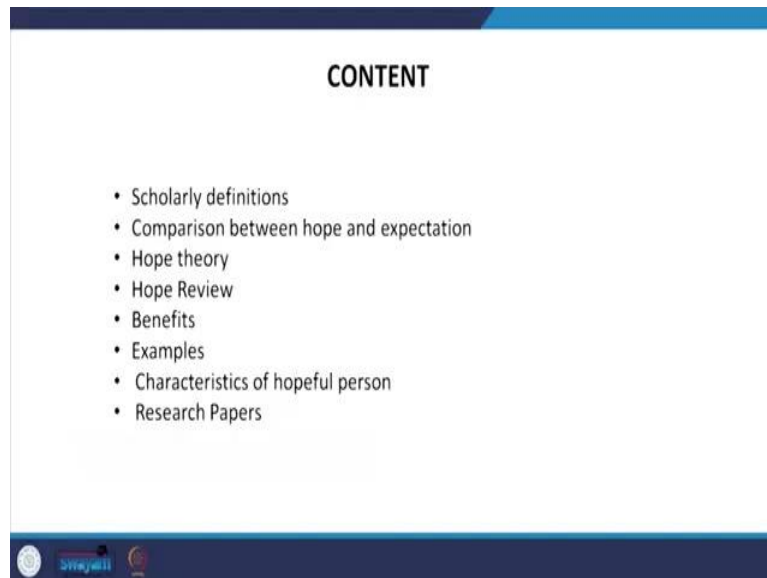 CONTENT
• Scholarly definitions
• Comparison between hope and expectation
• Hope theory
• Hope Review
• Benefits
• Examples
• Characteristics of hopeful person
• Research Papers
swayam